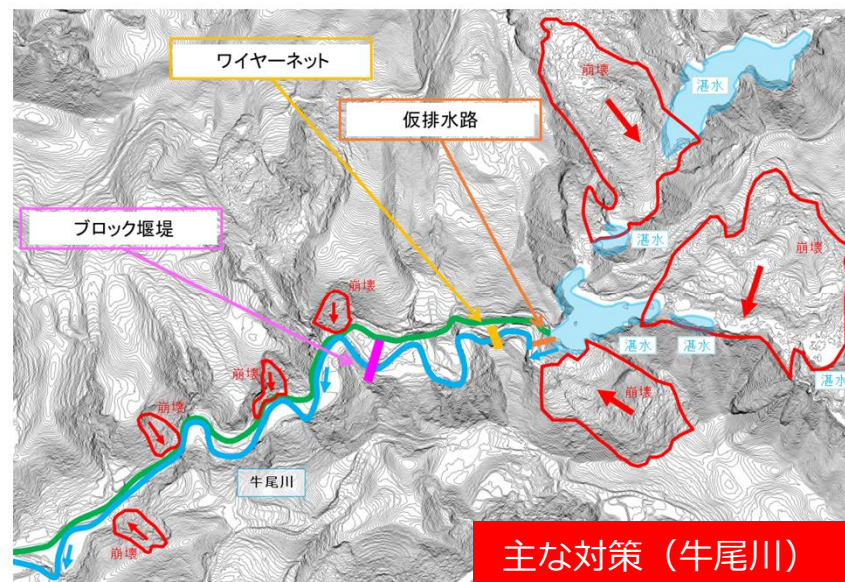 ワイヤーネット
崩壊
湛水
仮排水路
ブロック堰堤
湛水
崩壊
崩壊
湛水
湛水
湛水
崩壊
崩壊
崩壊
牛尾川
崩壊
主な対策（牛尾川）